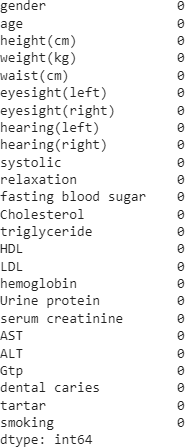 gender 0
age 0
height(cm) 0
weight(kg) 0
waist(cm) 0
eyesight(left) 0
eyesight(right) 0
hearing(left) 0
hearing(right) 0
systolic 0
relaxation 0
fasting blood sugar 0
Cholesterol 0
triglyceride 0
HDL 0
LDL 0
hemoglobin 0
Urine protein 0
serum creatinine 0
AST 0
ALT 0
Gtp 0
dental caries 0
tartar 0
smoking 0
dtype: int64